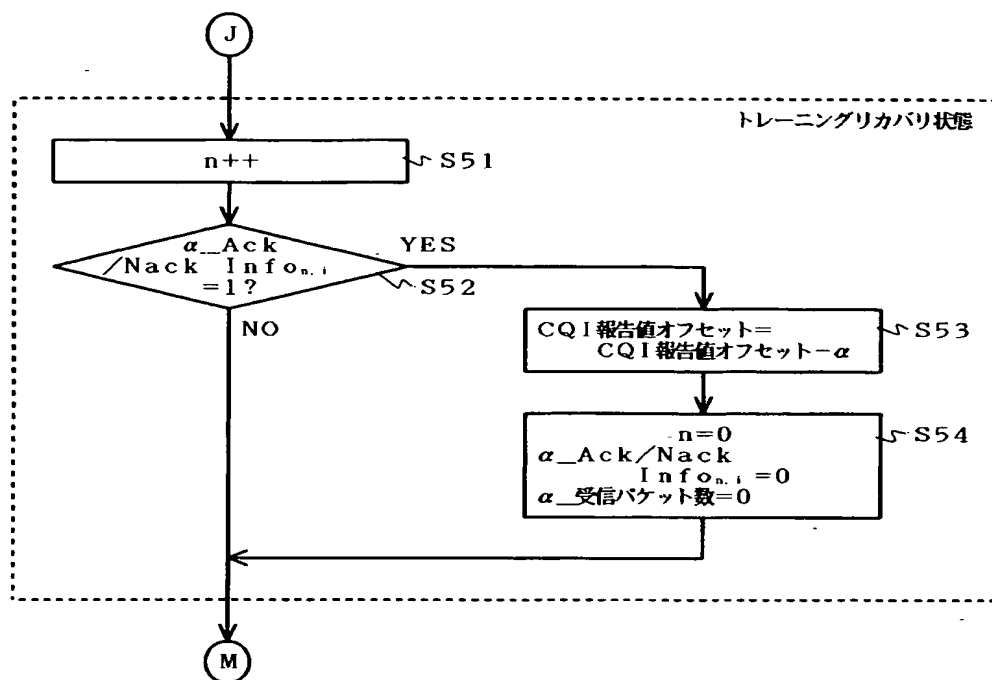 J
トレーニングリカバリ状態
n++
S51
α_Ack
/Nack Info n,i
=1?
YES
S52
NO
CQI報告値オフセット=
CQI報告値オフセット-α
S53
n=0
α_Ack/Nack
Info n,i =0
α_受信パケット数=0
S54
M